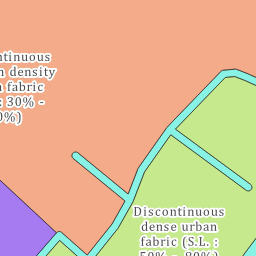 ntinuous
n density
fabric
: 30% -
0%)
Discontinuous
dense urban
fabric (S.L. :
50% - 80%)